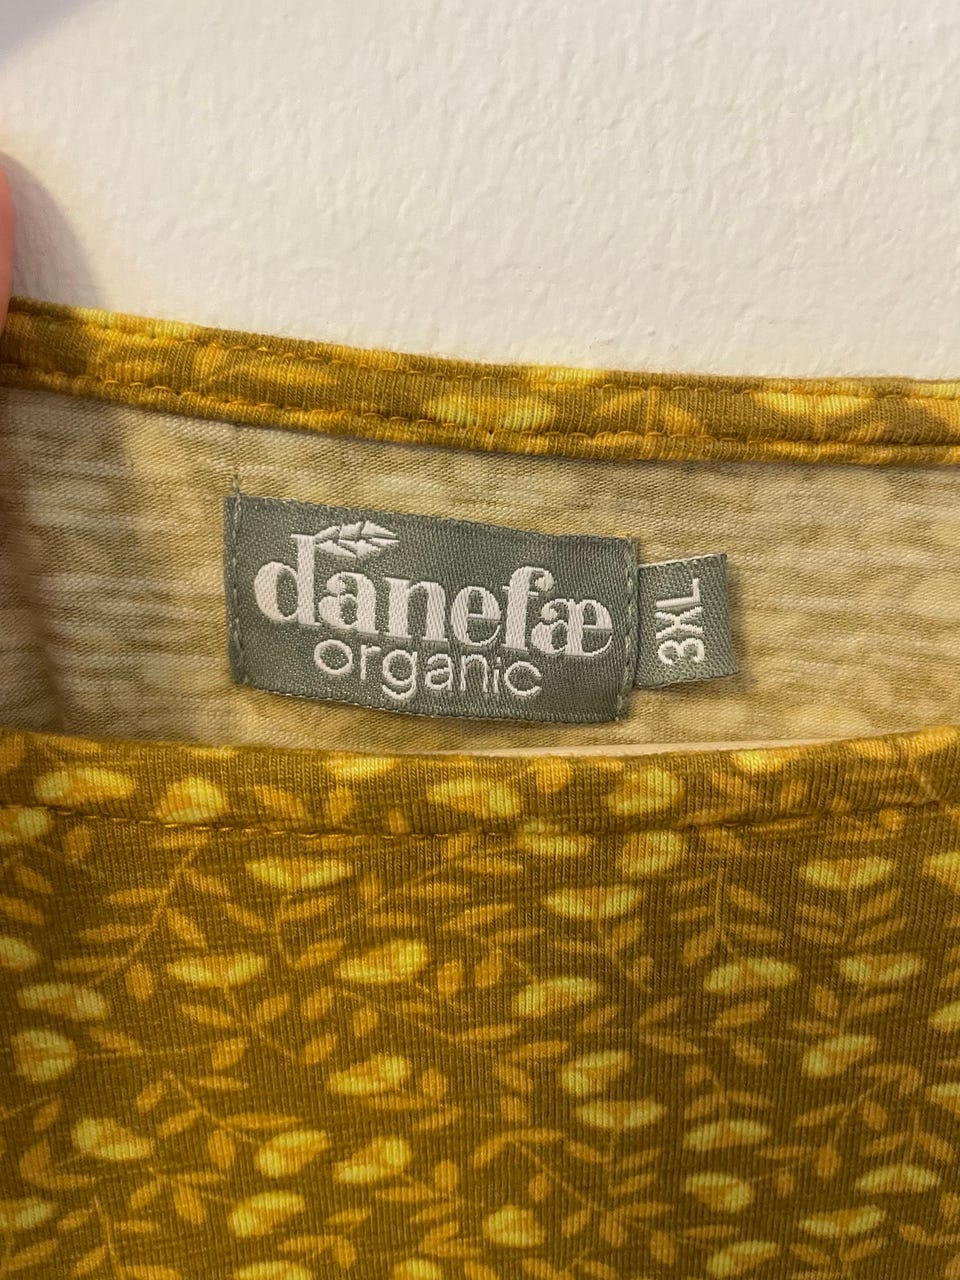 danefæ
organic
3XL